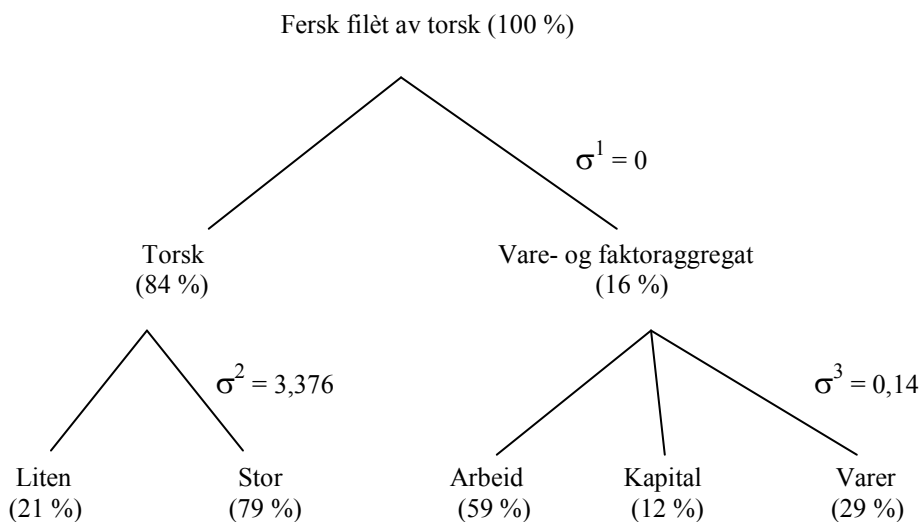 Fersk filèt av torsk (100 %)
σ¹ = 0
Torsk
(84 %)
Vare- og faktoraggregat
(16 %)
σ² = 3,376
σ³ = 0,14
Liten
(21 %)
Stor
(79 %)
Arbeid
(59 %)
Kapital
(12 %)
Varer
(29 %)